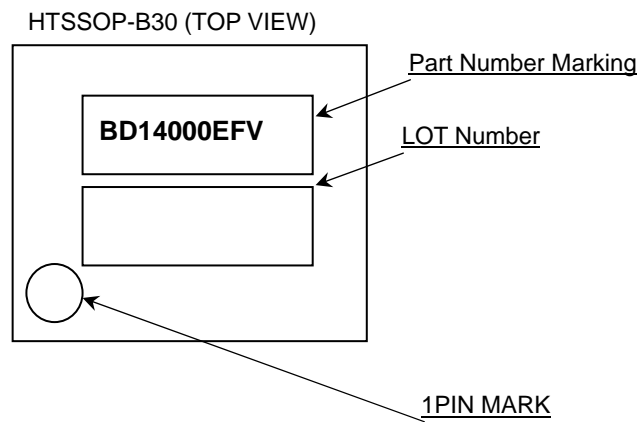 HTSSOP-B30 (TOP VIEW)
Part Number Marking
BD14000EFV
LOT Number
1PIN MARK